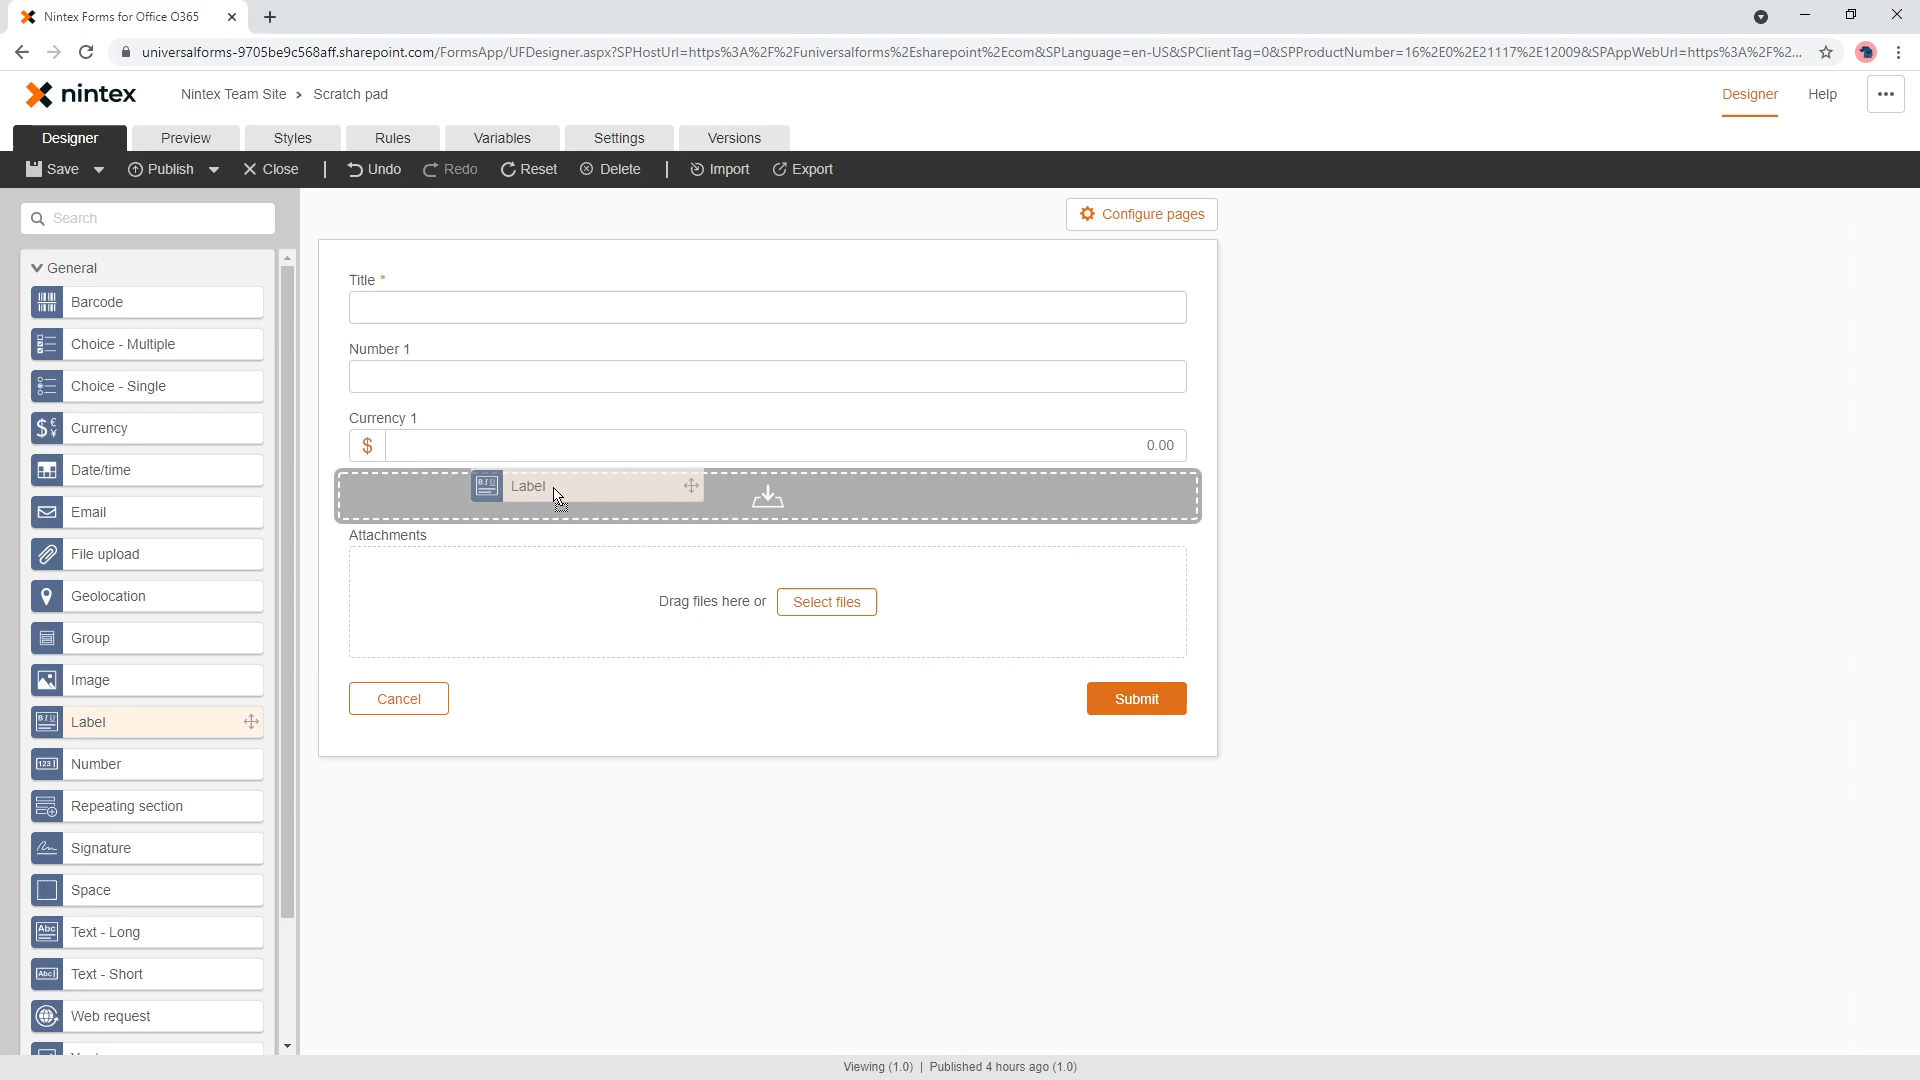 Nintex Forms for Office O365
universalforms-9705be9c568aff.sharepoint.com/FormsApp/UFDesigner.aspx?SPHostUrl=https%3A%2F%2Funiversalforms%2Esharepoint%2Ecom&SPLanguage=en-US&SPClientTag=0&SPProductNumber=16%2E0%2E21117%2E12009&SPAppWebUrl=https%3A%2F%2...
nintex Nintex Team Site > Scratch pad Designer Help
Designer Preview Styles Rules Variables Settings Versions
Save Publish Close | Undo Redo Reset Delete | Import Export
Search
Configure pages
General
Barcode
Choice - Multiple
Choice - Single
Currency
Date/time
Email
File upload
Geolocation
Group
Image
Label
Number
Repeating section
Signature
Space
Text - Long
Text - Short
Web request
Title *
Number 1
Currency 1
$ 0.00
Label
Attachments
Drag files here or Select files
Cancel Submit
Viewing (1.0) | Published 4 hours ago (1.0)